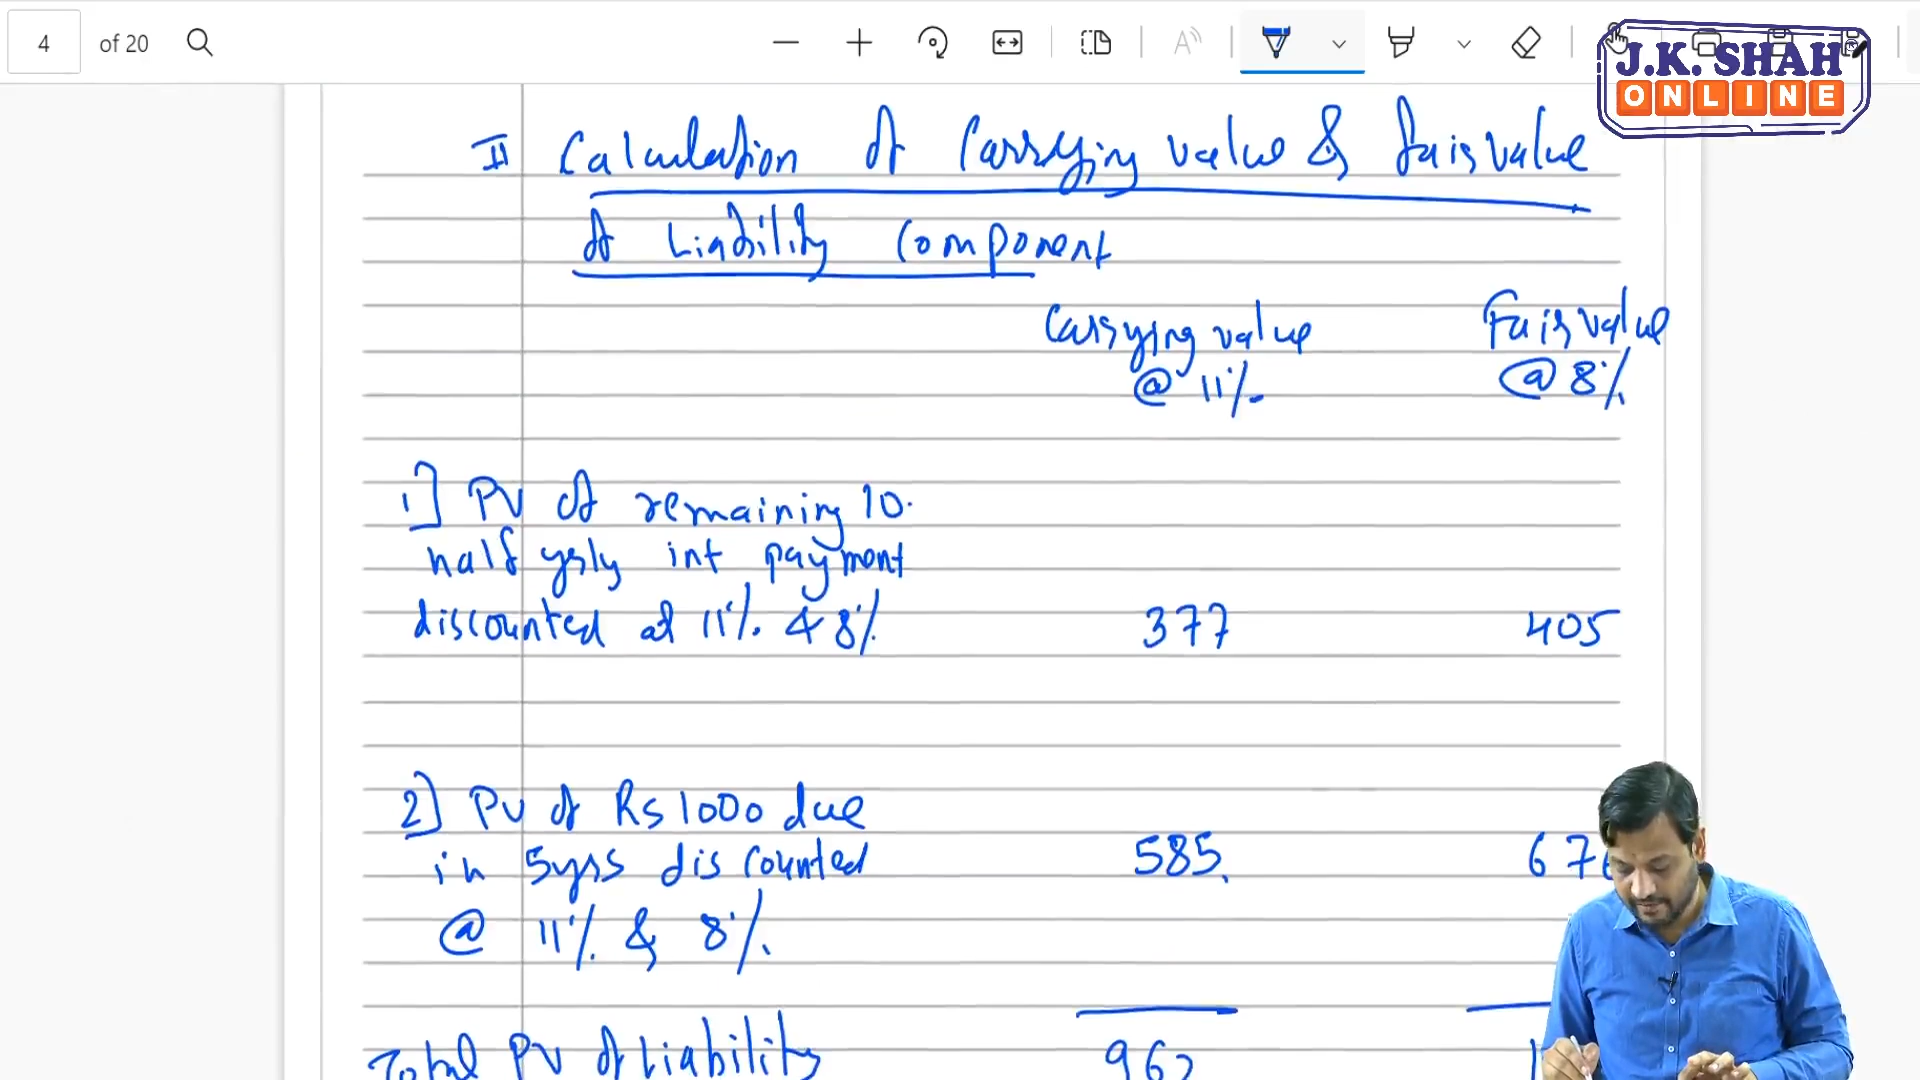 4 of 20
J.K. SHAH
ONLINE
II Calculation of Carrying value & fair value
of Liability Component
Carrying value Fair value
@ 11% @ 8%
1] PV of remaining 10
half yrly int payment
discounted at 11% & 8% 377 405
2] PV of Rs 1000 due
in 5yrs discounted 585
@ 11% & 8%
Total PV of Liability 962